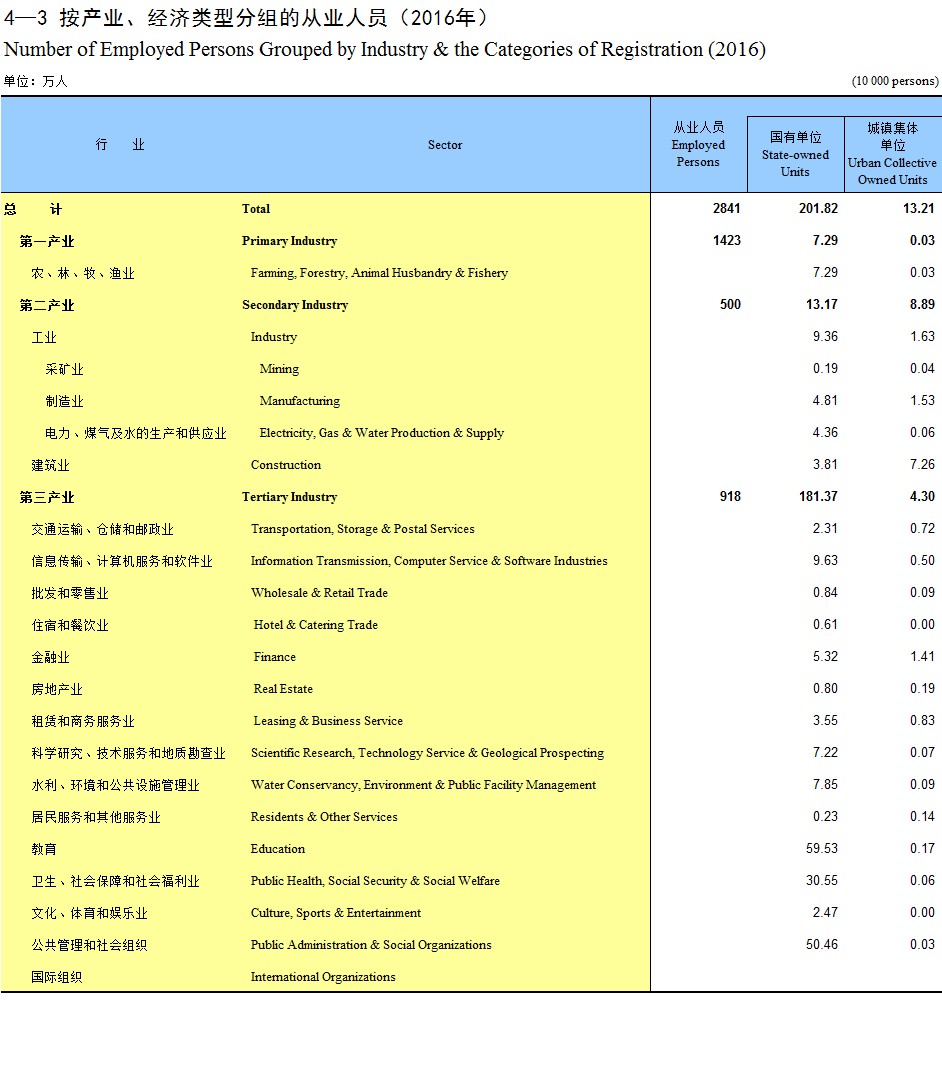 4—3 按产业、经济类型分组的从业人员（2016年）
Number of Employed Persons Grouped by Industry & the Categories of Registration (2016)
单位：万人 (10 000 persons)
行 业 Sector 从业人员 Employed Persons 国有单位 State-owned Units 城镇集体单位 Urban Collective Owned Units
总 计 Total 2841 201.82 13.21
第一产业 Primary Industry 1423 7.29 0.03
农、林、牧、渔业 Farming, Forestry, Animal Husbandry & Fishery 7.29 0.03
第二产业 Secondary Industry 500 13.17 8.89
工业 Industry 9.36 1.63
采矿业 Mining 0.19 0.04
制造业 Manufacturing 4.81 1.53
电力、煤气及水的生产和供应业 Electricity, Gas & Water Production & Supply 4.36 0.06
建筑业 Construction 3.81 7.26
第三产业 Tertiary Industry 918 181.37 4.30
交通运输、仓储和邮政业 Transportation, Storage & Postal Services 2.31 0.72
信息传输、计算机服务和软件业 Information Transmission, Computer Service & Software Industries 9.63 0.50
批发和零售业 Wholesale & Retail Trade 0.84 0.09
住宿和餐饮业 Hotel & Catering Trade 0.61 0.00
金融业 Finance 5.32 1.41
房地产业 Real Estate 0.80 0.19
租赁和商务服务业 Leasing & Business Service 3.55 0.83
科学研究、技术服务和地质勘查业 Scientific Research, Technology Service & Geological Prospecting 7.22 0.07
水利、环境和公共设施管理业 Water Conservancy, Environment & Public Facility Management 7.85 0.09
居民服务和其他服务业 Residents & Other Services 0.23 0.14
教育 Education 59.53 0.17
卫生、社会保障和社会福利业 Public Health, Social Security & Social Welfare 30.55 0.06
文化、体育和娱乐业 Culture, Sports & Entertainment 2.47 0.00
公共管理和社会组织 Public Administration & Social Organizations 50.46 0.03
国际组织 International Organizations